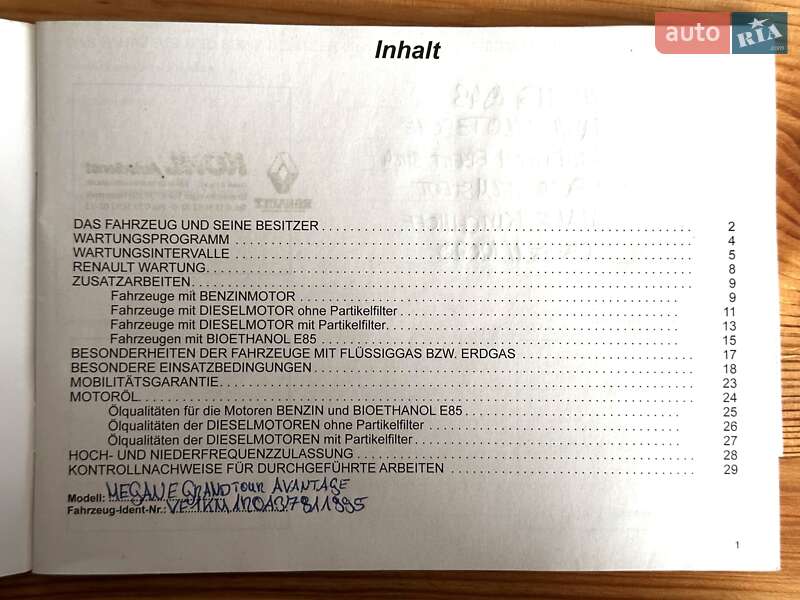 auto RIA.com
Inhalt
DAS FAHRZEUG UND SEINE BESITZER 2
WARTUNGSPROGRAMM 4
WARTUNGSINTERVALLE 5
RENAULT WARTUNG. 8
ZUSATZARBEITEN 9
Fahrzeuge mit BENZINMOTOR 9
Fahrzeuge mit DIESELMOTOR ohne Partikelfilter 11
Fahrzeuge mit DIESELMOTOR mit Partikelfilter. 13
Fahrzeugen mit BIOETHANOL E85 15
BESONDERHEITEN DER FAHRZEUGE MIT FLÜSSIGGAS BZW. ERDGAS 17
BESONDERE EINSATZBEDINGUNGEN 18
MOBILITÄTSGARANTIE. 23
MOTORÖL. 24
Ölqualitäten für die Motoren BENZIN und BIOETHANOL E85 25
Ölqualitäten der DIESELMOTOREN ohne Partikelfilter 26
Ölqualitäten der DIESELMOTOREN mit Partikelfilter 27
HOCH- UND NIEDERFREQUENZZULASSUNG 28
KONTROLLNACHWEISE FÜR DURCHGEFÜHRTE ARBEITEN 29
Modell: MEGANE GRANDTOUR AVANTAGE
Fahrzeug-Ident-Nr.:
1